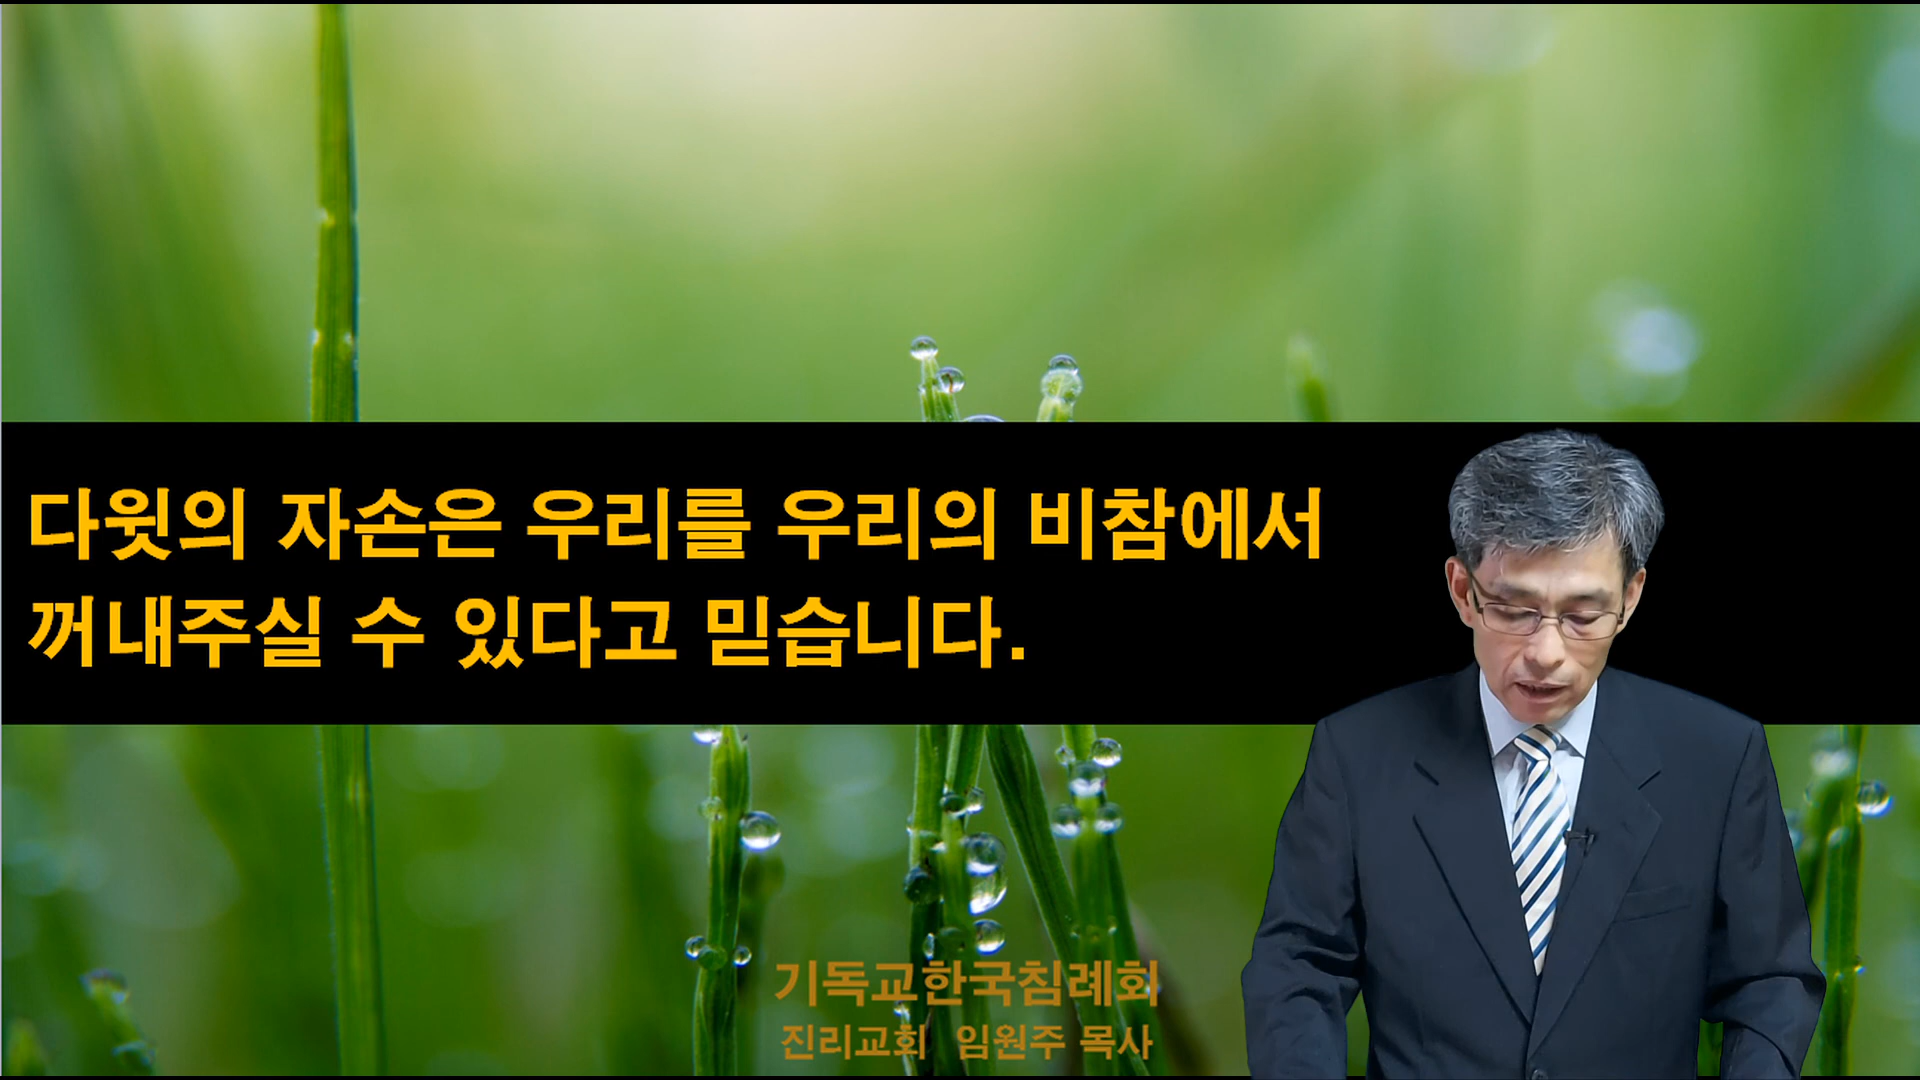 다윗의 자손은 우리를 우리의 비참에서
꺼내주실 수 있다고 믿습니다.
기독교한국침례회
진리교회 임원주 목사